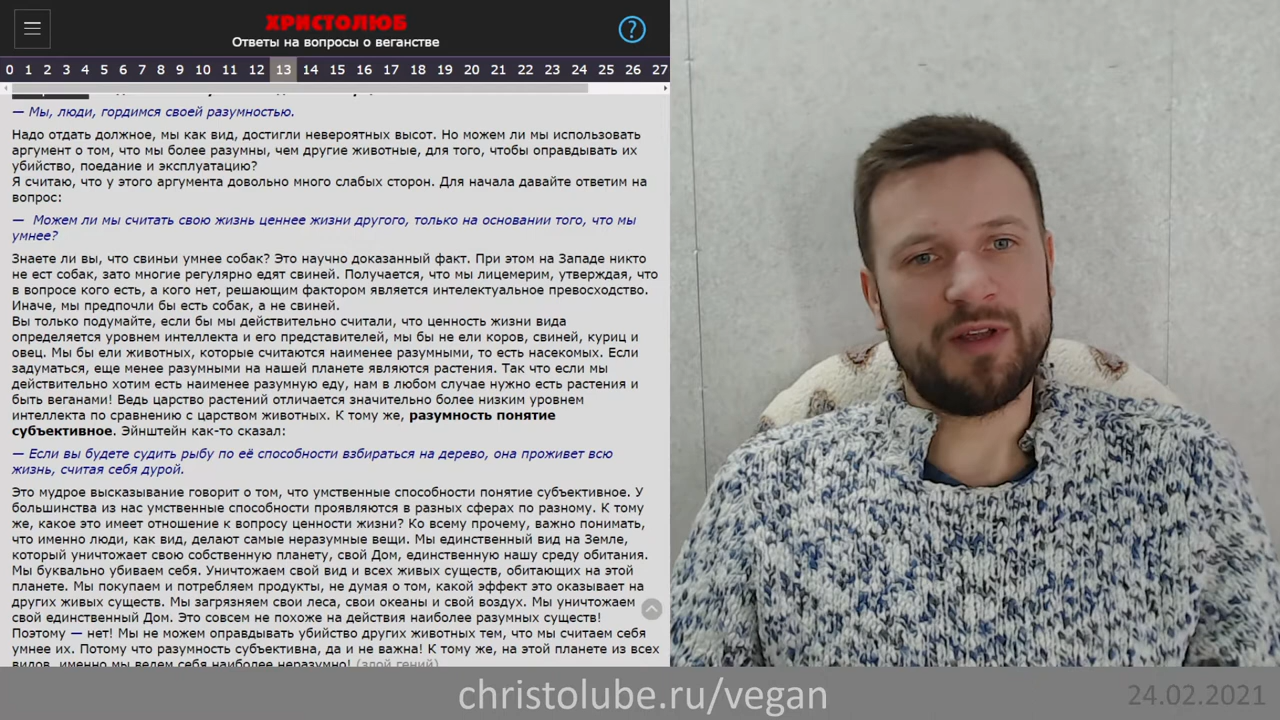 ХРИСТОЛЮБ
Ответы на вопросы о веганстве
?
0 1 2 3 4 5 6 7 8 9 10 11 12 13 14 15 16 17 18 19 20 21 22 23 24 25 26 27
— Мы, люди, гордимся своей разумностью.
Надо отдать должное, мы как вид, достигли невероятных высот. Но можем ли мы использовать
аргумент о том, что мы более разумны, чем другие животные, для того, чтобы оправдывать их
убийство, поедание и эксплуатацию?
Я считаю, что у этого аргумента довольно много слабых сторон. Для начала давайте ответим на
вопрос:
— Можем ли мы считать свою жизнь ценнее жизни другого, только на основании того, что мы
умнее?
Знаете ли вы, что свиньи умнее собак? Это научно доказанный факт. При этом на Западе никто
не ест собак, зато многие регулярно едят свиней. Получается, что мы лицемерим, утверждая, что
в вопросе кого есть, а кого нет, решающим фактором является интелектуальное превосходство.
Иначе, мы предпочли бы есть собак, а не свиней.
Вы только подумайте, если бы мы действительно считали, что ценность жизни вида
определяется уровнем интеллекта и его представителей, мы бы не ели коров, свиней, куриц и
овец. Мы бы ели животных, которые считаются наименее разумными, то есть насекомых. Если
задуматься, еще менее разумными на нашей планете являются растения. Так что если мы
действительно хотим есть наименее разумную еду, нам в любом случае нужно есть растения и
быть веганами! Ведь царство растений отличается значительно более низким уровнем
интеллекта по сравнению с царством животных. К тому же, разумность понятие
субъективное. Эйнштейн как-то сказал:
— Если вы будете судить рыбу по её способности взбираться на дерево, она проживет всю
жизнь, считая себя дурой.
Это мудрое высказывание говорит о том, что умственные способности понятие субъективное. У
большинства из нас умственные способности проявляются в разных сферах по разному. К тому
же, какое это имеет отношение к вопросу ценности жизни? Ко всему прочему, важно понимать,
что именно люди, как вид, делают самые неразумные вещи. Мы единственный вид на Земле,
который уничтожает свою собственную планету, свой Дом, единственную нашу среду обитания.
Мы буквально убиваем себя. Уничтожаем свой вид и всех живых существ, обитающих на этой
планете. Мы покупаем и потребляем продукты, не думая о том, какой эффект это оказывает на
других живых существ. Мы загрязняем свои леса, свои океаны и свой воздух. Мы уничтожаем
свой единственный Дом. Это совсем не похоже на действия наиболее разумных существ!
Поэтому — нет! Мы не можем оправдывать убийство других животных тем, что мы считаем себя
умнее их. Потому что разумность субъективна, да и не важна! К тому же, на этой планете из всех
видов, именно мы ведем себя наиболее неразумно! (злой гений)
christolube.ru/vegan
24.02.2021